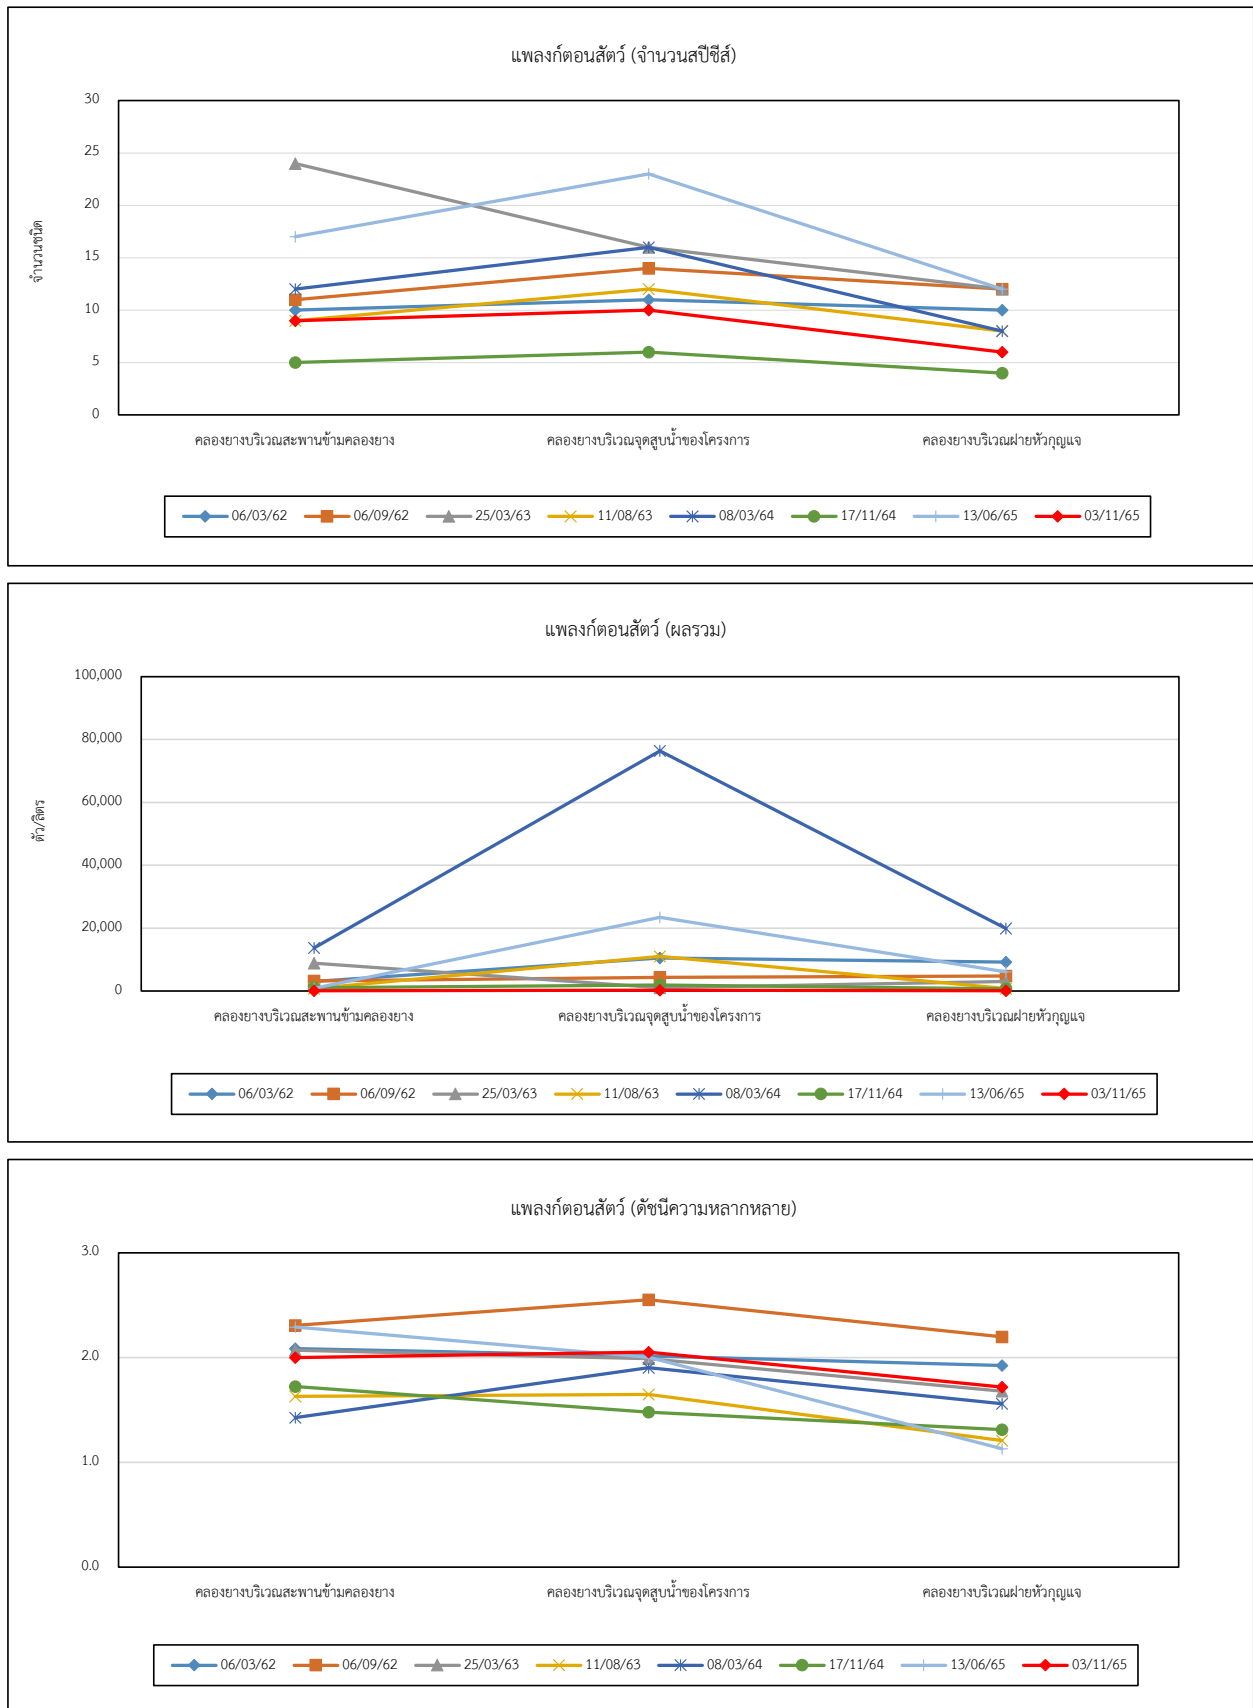 แพลงก์ตอนสัตว์ (จำนวนสปีชีส์)
30
25
20
15
10
5
0
จำนวนชนิด
คลองยางบริเวณสะพานข้ามคลองยาง คลองยางบริเวณจุดสูบน้ำของโครงการ คลองยางบริเวณฝายหัวกุญแจ
06/03/62 06/09/62 25/03/63 11/08/63 08/03/64 17/11/64 13/06/65 03/11/65
แพลงก์ตอนสัตว์ (ผลรวม)
100,000
80,000
60,000
40,000
20,000
0
ตัว/ลิตร
คลองยางบริเวณสะพานข้ามคลองยาง คลองยางบริเวณจุดสูบน้ำของโครงการ คลองยางบริเวณฝายหัวกุญแจ
06/03/62 06/09/62 25/03/63 11/08/63 08/03/64 17/11/64 13/06/65 03/11/65
แพลงก์ตอนสัตว์ (ดัชนีความหลากหลาย)
3.0
2.0
1.0
0.0
คลองยางบริเวณสะพานข้ามคลองยาง คลองยางบริเวณจุดสูบน้ำของโครงการ คลองยางบริเวณฝายหัวกุญแจ
06/03/62 06/09/62 25/03/63 11/08/63 08/03/64 17/11/64 13/06/65 03/11/65